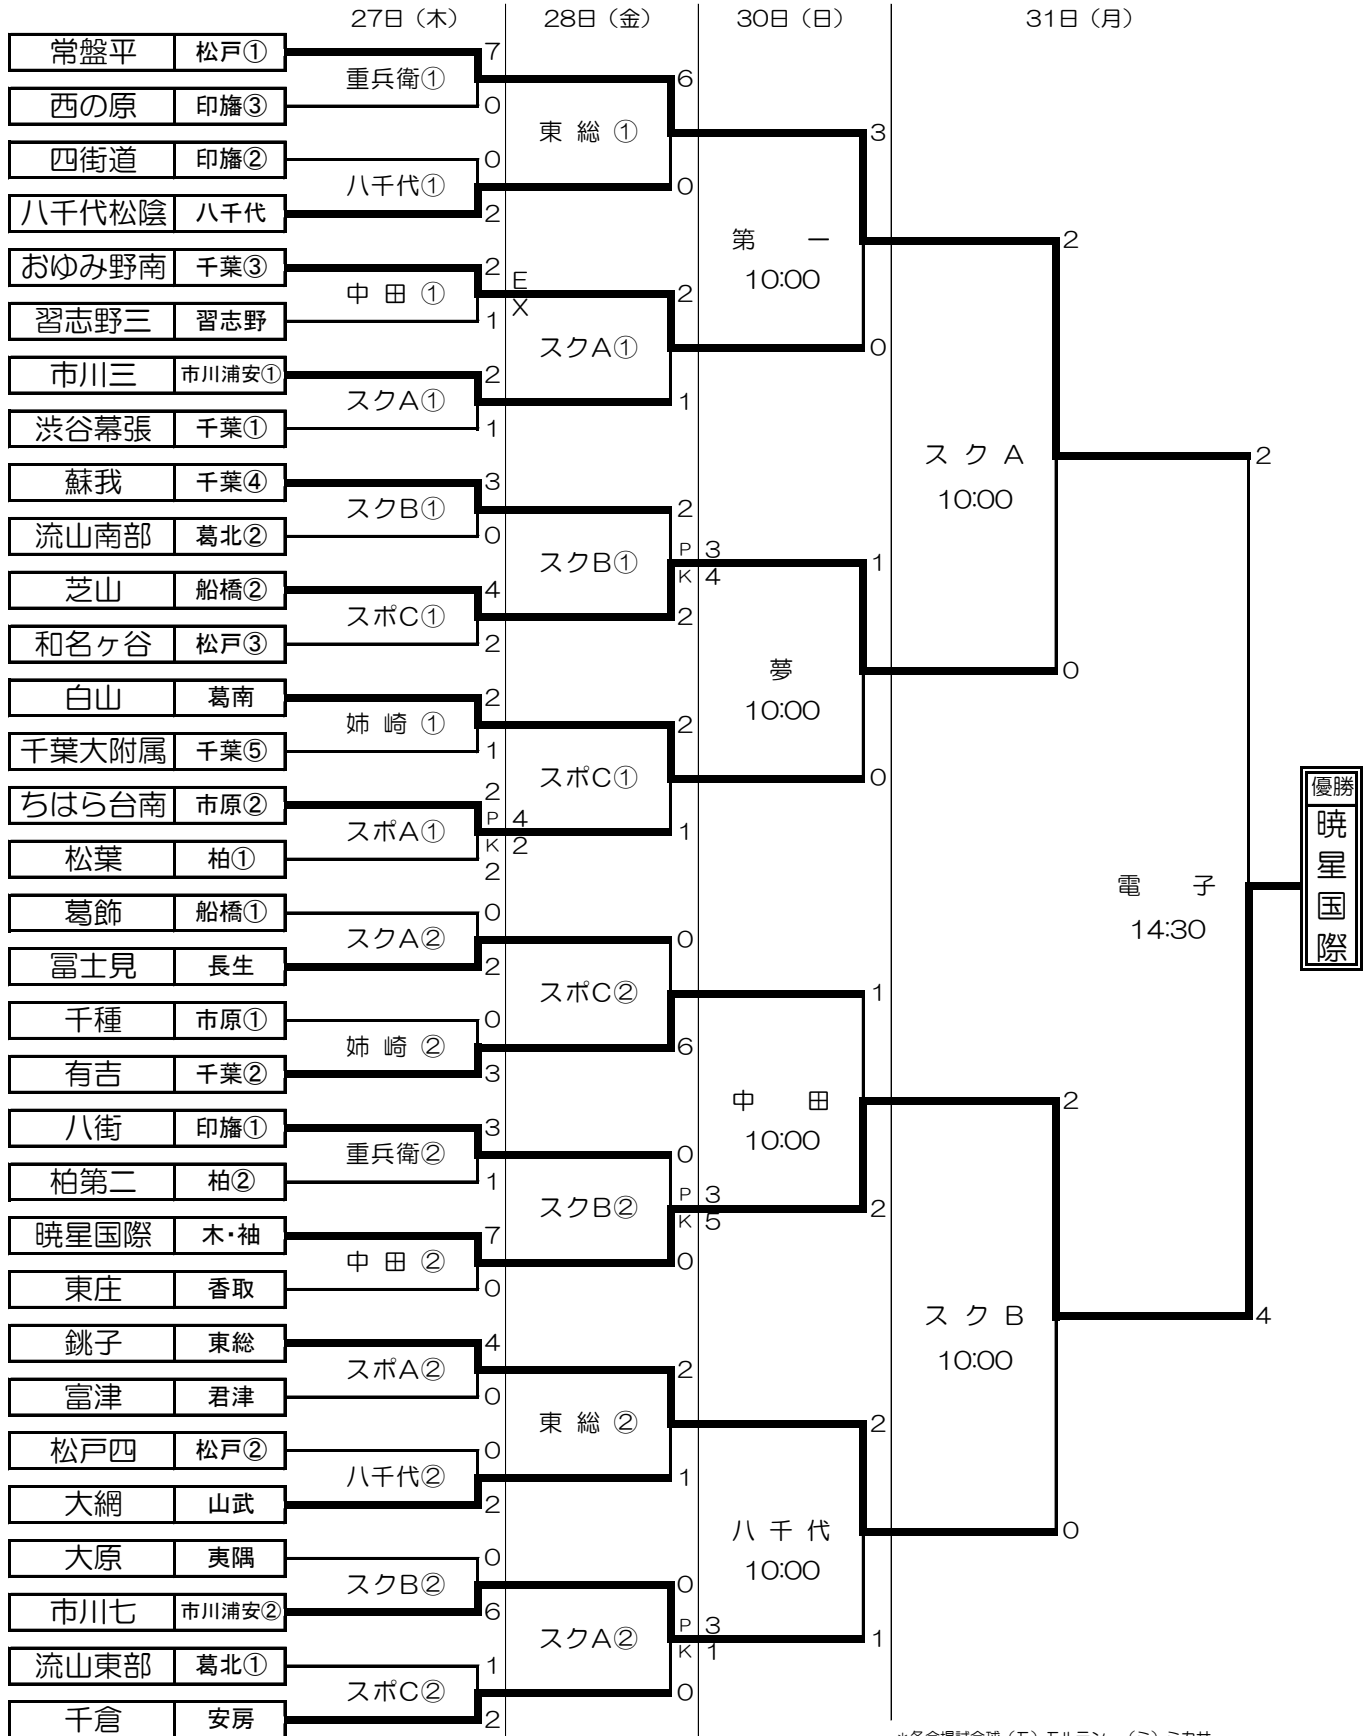 27日（木） 28日（金） 30日（日） 31日（月）
常盤平 松戸① 7
重兵衛① 6
西の原 印旛③ 0
東 総 ① 3
四街道 印旛② 0
八千代① 0
八千代松陰 八千代 2
第 一 2
10:00
おゆみ野南 千葉③ 2
中 田 ① E X 2
習志野三 習志野 1
スクA① 0
市川三 市川浦安① 2
スクA① 1
渋谷幕張 千葉① 1
スク A 2
10:00
蘇我 千葉④ 3
スクB① 2
流山南部 葛北② 0
スクB① P 3 1
K 4
芝山 船橋② 4
スポC① 2
和名ヶ谷 松戸③ 2
夢 0
10:00
白山 葛南 2
姉 崎 ① 2
千葉大附属 千葉⑤ 1
スポC① 0
ちはら台南 市原② 2
スポA① P 4 1
K 2
松葉 柏① 2
優勝
暁星国際
電 子
14:30
葛飾 船橋① 0
スクA② 0
冨士見 長生 2
スポC② 1
千種 市原① 0
姉 崎 ② 6
有吉 千葉② 3
中 田 2
10:00
八街 印旛① 3
重兵衛② 0
柏第二 柏② 1
スクB② P 3 2
K 5
暁星国際 木・袖 7
中 田 ② 0
東庄 香取 0
スク B 4
10:00
銚子 東総 4
スポA② 2
富津 君津 0
東 総 ② 2
松戸四 松戸② 0
八千代② 1
大網 山武 2
八 千 代 0
10:00
大原 夷隅 0
スクB② 0
市川七 市川浦安② 6
スクA② P 3 1
K 1
流山東部 葛北① 1
スポC② 0
千倉 安房 2